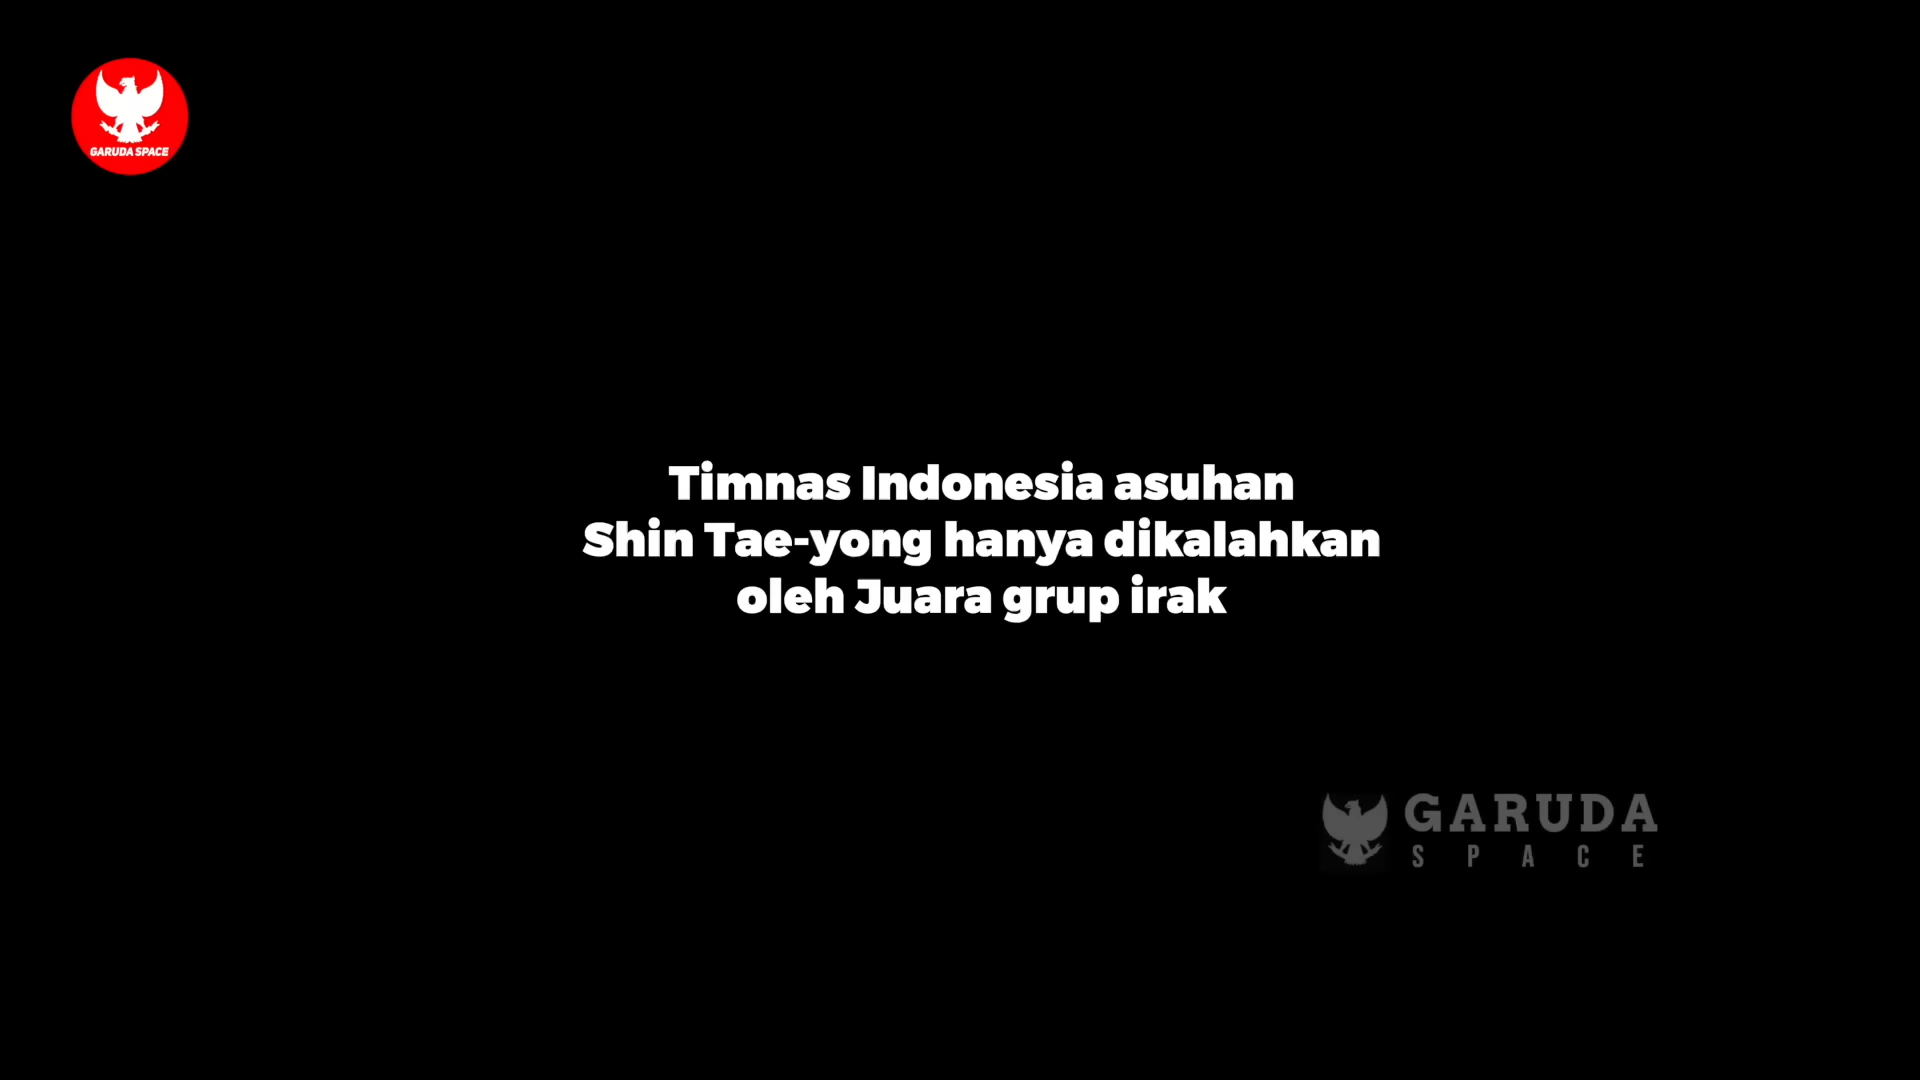 GARUDA SPACE
Timnas Indonesia asuhan
Shin Tae-yong hanya dikalahkan
oleh Juara grup irak
GARUDA
SPACE